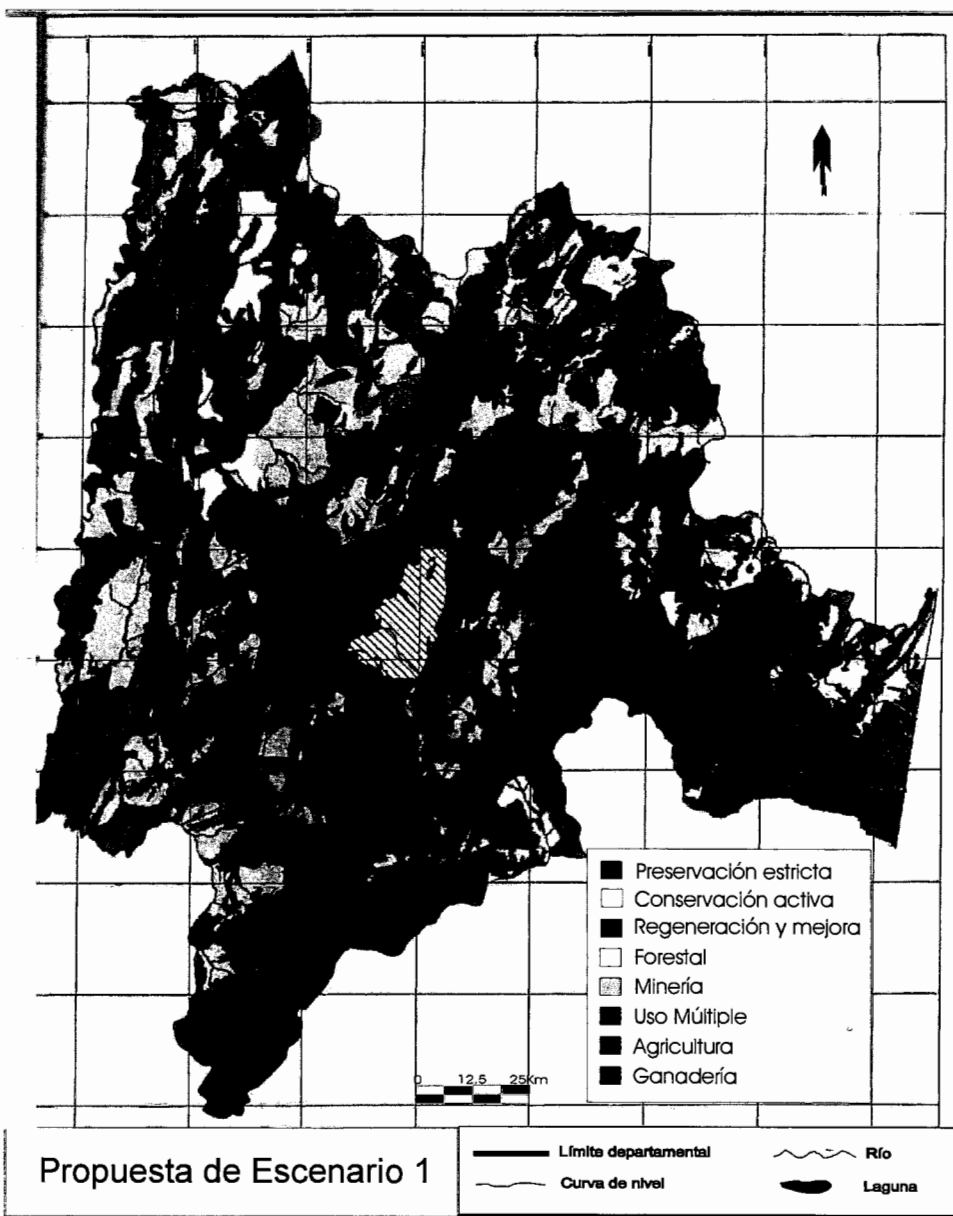 Preservación estricta
Conservación activa
Regeneración y mejora
Forestal
Minería
Uso Múltiple
Agricultura
Ganadería
0 12,5 25Km
Propuesta de Escenario 1
Límite departamental
Río
Curva de nivel
Laguna